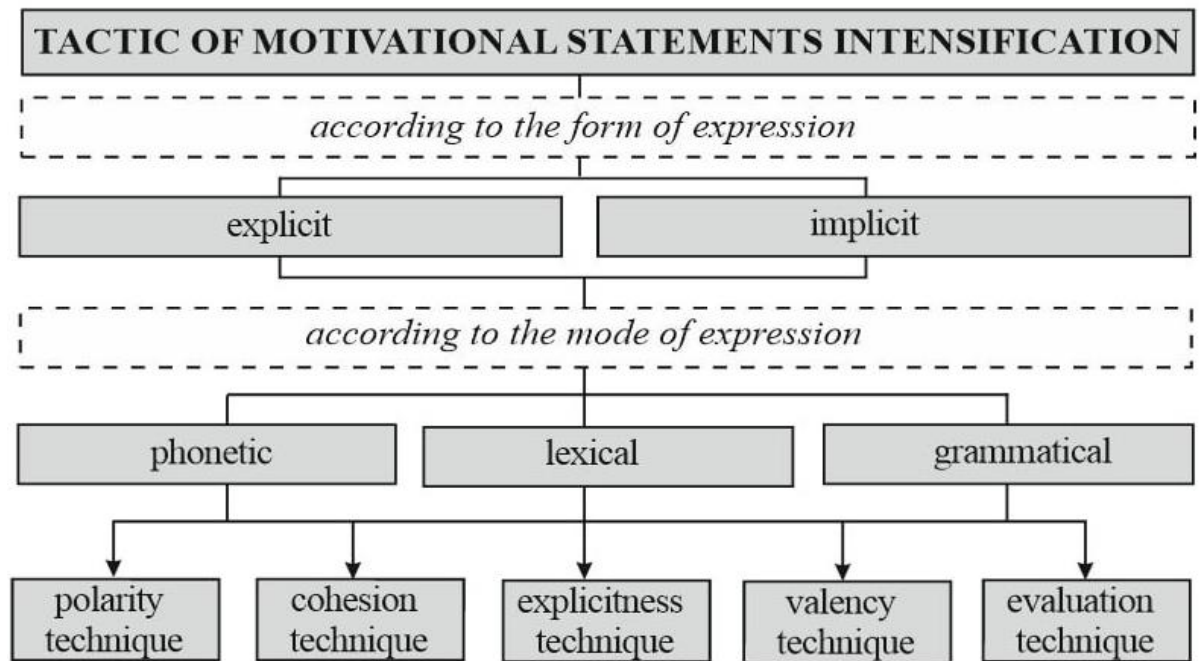 TACTIC OF MOTIVATIONAL STATEMENTS INTENSIFICATION
according to the form of expression
explicit
implicit
according to the mode of expression
phonetic
lexical
grammatical
polarity
technique
cohesion
technique
explicitness
technique
valency
technique
evaluation
technique